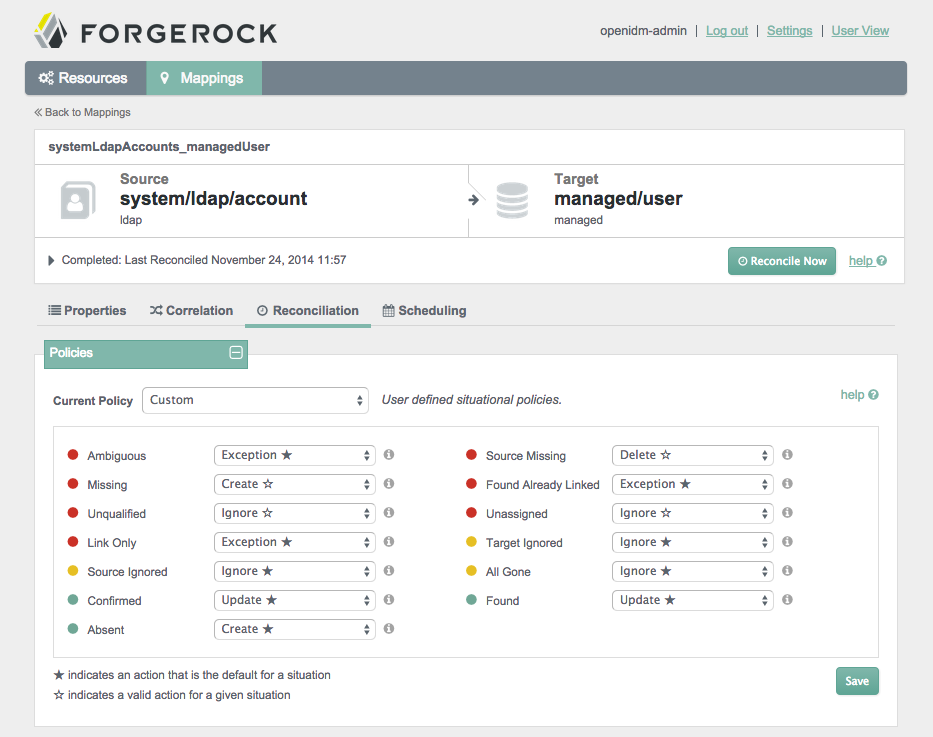 FORGEROCK
openidm-admin | Log out | Settings | User View
Resources Mappings
Back to Mappings
systemLdapAccounts_managedUser
Source
system/ldap/account
ldap
Target
managed/user
managed
Completed: Last Reconciled November 24, 2014 11:57
Reconcile Now help
Properties Correlation Reconciliation Scheduling
Policies
Current Policy Custom User defined situational policies. help
Ambiguous Exception ★ Source Missing Delete ☆
Missing Create ☆ Found Already Linked Exception ★
Unqualified Ignore ☆ Unassigned Ignore ☆
Link Only Exception ★ Target Ignored Ignore ★
Source Ignored Ignore ★ All Gone Ignore ★
Confirmed Update ★ Found Update ★
Absent Create ★
★ indicates an action that is the default for a situation
☆ indicates a valid action for a given situation
Save